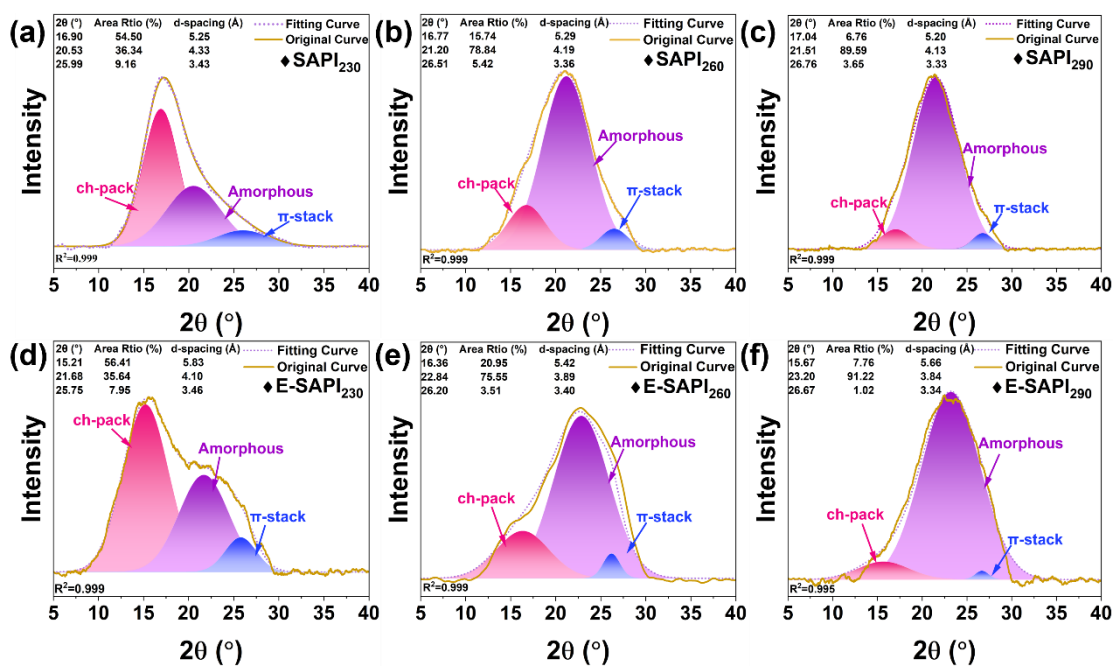 (a)
2θ (°) Area Rtio (%) d-spacing (Å)
16.90 54.50 5.25
20.53 36.34 4.33
25.99 9.16 3.43
Fitting Curve
Original Curve
♦ SAPI230
ch-pack
Amorphous
π-stack
R2=0.999
Intensity
5 10 15 20 25 30 35 40
2θ (°)
(b)
2θ (°) Area Rtio (%) d-spacing (Å)
16.77 15.74 5.29
21.20 78.84 4.19
26.51 5.42 3.36
Fitting Curve
Original Curve
♦ SAPI260
Amorphous
ch-pack
π-stack
R2=0.999
Intensity
5 10 15 20 25 30 35 40
2θ (°)
(c)
2θ (°) Area Rtio (%) d-spacing (Å)
17.04 6.76 5.20
21.51 89.59 4.13
26.76 3.65 3.33
Fitting Curve
Original Curve
♦ SAPI290
Amorphous
ch-pack
π-stack
R2=0.999
Intensity
5 10 15 20 25 30 35 40
2θ (°)
(d)
2θ (°) Area Rtio (%) d-spacing (Å)
15.21 56.41 5.83
21.68 35.64 4.10
25.75 7.95 3.46
Fitting Curve
Original Curve
♦ E-SAPI230
ch-pack
Amorphous
π-stack
R2=0.999
Intensity
5 10 15 20 25 30 35 40
2θ (°)
(e)
2θ (°) Area Rtio (%) d-spacing (Å)
16.36 20.95 5.42
22.84 75.55 3.89
26.20 3.51 3.40
Fitting Curve
Original Curve
♦ E-SAPI260
Amorphous
ch-pack
π-stack
R2=0.999
Intensity
5 10 15 20 25 30 35 40
2θ (°)
(f)
2θ (°) Area Rtio (%) d-spacing (Å)
15.67 7.76 5.66
23.20 91.22 3.84
26.67 1.02 3.34
Fitting Curve
Original Curve
♦ E-SAPI290
Amorphous
ch-pack
π-stack
R2=0.995
Intensity
5 10 15 20 25 30 35 40
2θ (°)